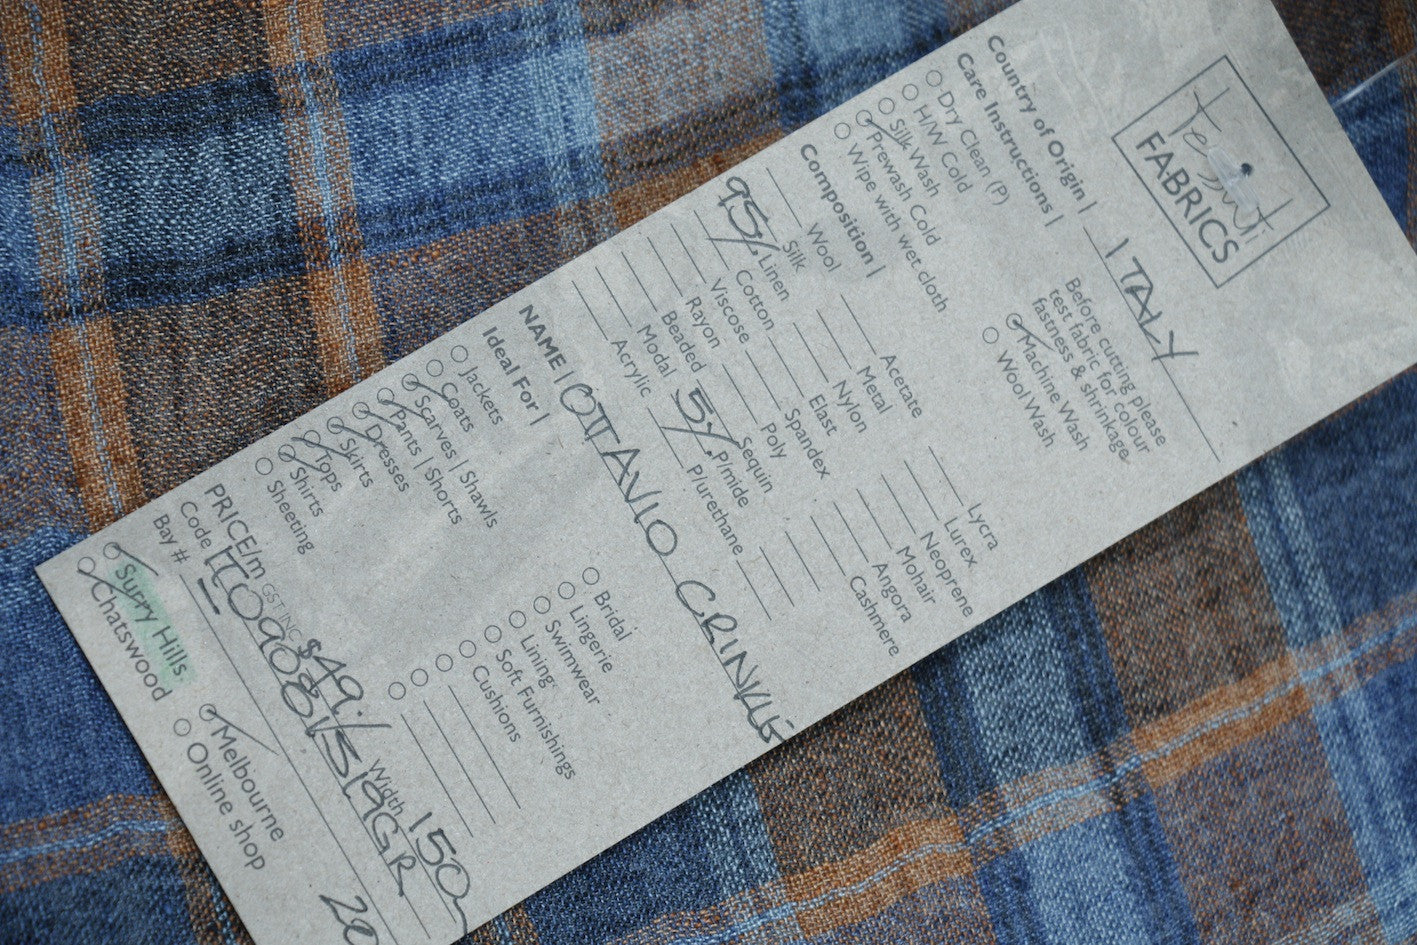 Tessuti
FABRICS
Country of Origin | ITALY
Care Instructions |
Before cutting please
test fabric for colour
fastness & shrinkage
Dry Clean (P)
H/W Cold
Silk Wash
Prewash Cold
Wipe with wet cloth
Machine Wash
Wool Wash
Composition |
Wool
Silk
95% Linen
Cotton
Viscose
Rayon
Beaded
Modal
Acrylic
Acetate
Metal
Nylon
Elast
Spandex
Poly
Sequin
5% P/mide
P/urethane
Lycra
Lurex
Neoprene
Mohair
Angora
Cashmere
NAME | OTTAVIO CRINKLE
Ideal For |
Jackets
Coats
Scarves | Shawls
Pants | Shorts
Dresses
Skirts
Tops
Shirts
Sheeting
Bridal
Lingerie
Swimwear
Lining
Soft Furnishings
Cushions
PRICE/m GST INC $49.- Width 150
Code
Bay #
Surry Hills
Chatswood
Melbourne
Online shop